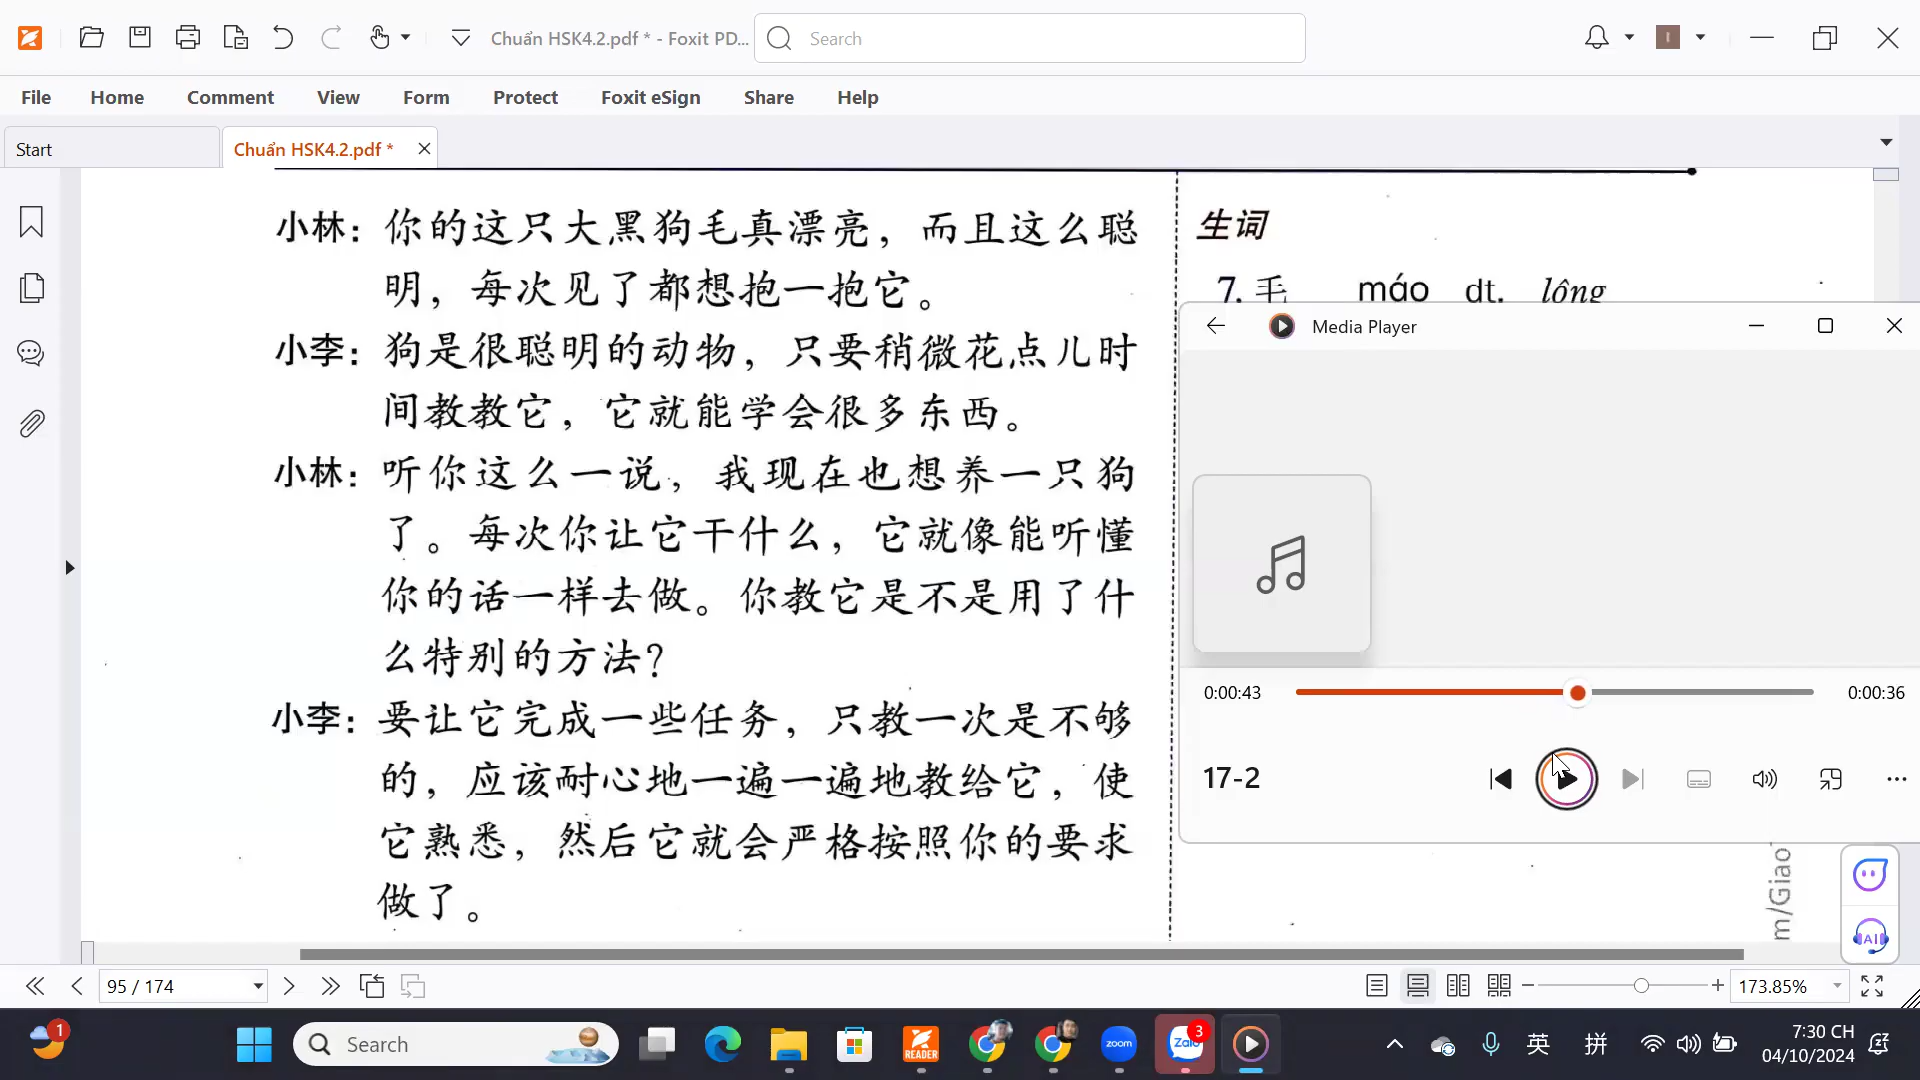 Chuẩn HSK4.2.pdf * - Foxit PD...
Search
File Home Comment View Form Protect Foxit eSign Share Help
Start
Chuẩn HSK4.2.pdf *
小林：你的这只大黑狗毛真漂亮，而且这么聪
明，每次见了都想抱一抱它。
小李：狗是很聪明的动物，只要稍微花点儿时
间教教它，它就能学会很多东西。
小林：听你这么一说，我现在也想养一只狗
了。每次你让它干什么，它就像能听懂
你的话一样去做。你教它是不是用了什
么特别的方法？
小李：要让它完成一些任务，只教一次是不够
的，应该耐心地一遍一遍地教给它，使
它熟悉，然后它就会严格按照你的要求
做了。
生词
7. 毛 máo dt. lông
Media Player
0:00:43
0:00:36
17-2
m/Giao
AI
95 / 174
173.85%
1
Search
READER
zoom
Zalo
3
英
拼
7:30 CH
04/10/2024